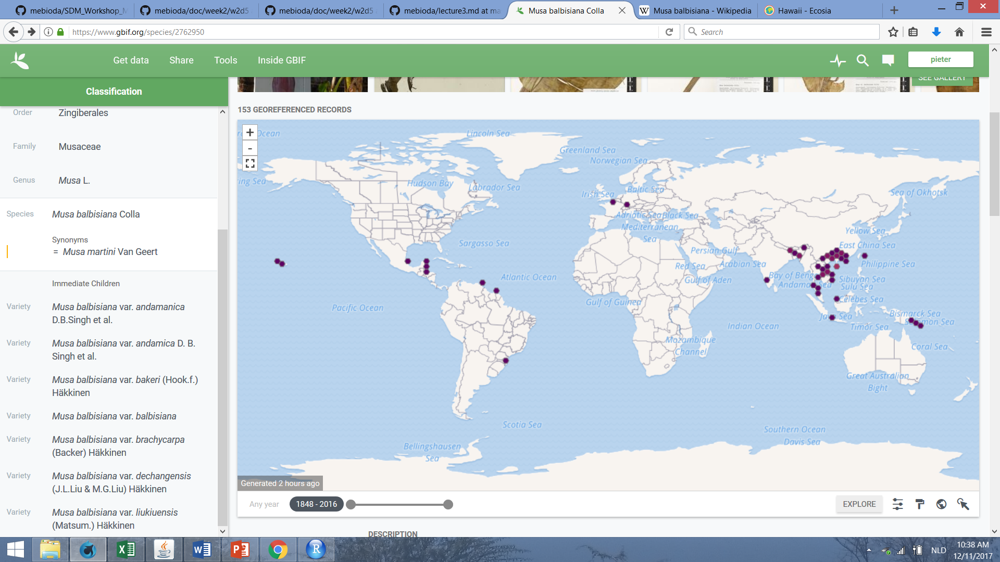 mebioda/SDM_Workshop_M
mebioda/doc/week2/w2d5
mebioda/doc/week2/w2d5
mebioda/lecture3.md at ma
Musa balbisiana Colla
Musa balbisiana - Wikipedia
Hawaii - Ecosia
https://www.gbif.org/species/2762950
Search
Get data
Share
Tools
Inside GBIF
pieter
Classification
SEE GALLERY
Order Zingiberales
Family Musaceae
Genus Musa L.
Species Musa balbisiana Colla
Synonyms
= Musa martini Van Geert
Immediate Children
Variety Musa balbisiana var. andamanica
D.B.Singh et al.
Variety Musa balbisiana var. andamica D. B.
Singh et al.
Variety Musa balbisiana var. bakeri (Hook.f.)
Häkkinen
Variety Musa balbisiana var. balbisiana
Variety Musa balbisiana var. brachycarpa
(Backer) Häkkinen
Variety Musa balbisiana var. dechangensis
(J.L.Liu & M.G.Liu) Häkkinen
Variety Musa balbisiana var. liukiuensis
(Matsum.) Häkkinen
153 GEOREFERENCED RECORDS
+
-
Ocean
Lincoln Sea
Greenland Sea
Norwegian Sea
ring Sea
Hudson Bay
Labrador Sea
Irish Sea
Baltic Sea
Sea of Okhotsk
Adriatic Sea
Black Sea
Mediterranean
Sea
Yellow Sea
Sargasso Sea
Persian Gulf
East China Sea
Red Sea
Arabian Sea
Philippine Sea
Atlantic Ocean
Gulf of Aden
Bay of Beng
Sibuyan Sea
Andaman Sea
Sulu Sea
Pacific Ocean
Gulf of Guinea
Celebes Sea
Java Sea
Bismarck Sea
Solomon Sea
Indian Ocean
Timor Sea
Mozambique
Channel
Coral Sea
Great Australian
Bight
Scotia Sea
Southern Ocean
Davis Sea
Bellingshausen
Sea
Generated 2 hours ago
Any year
1848 - 2016
EXPLORE
DESCRIPTION
NLD
10:38 AM
12/11/2017